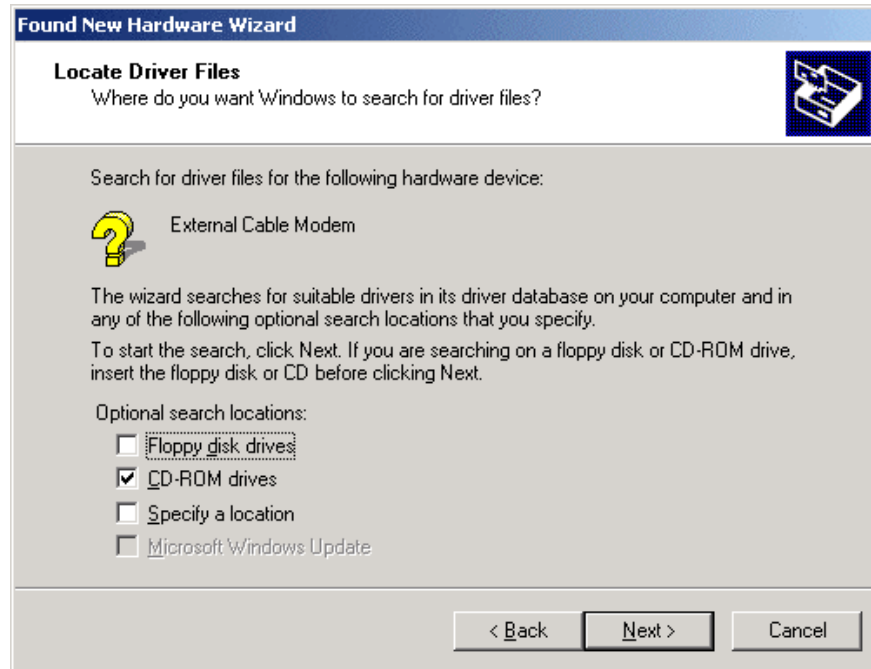 Found New Hardware Wizard
Locate Driver Files
Where do you want Windows to search for driver files?
Search for driver files for the following hardware device:
External Cable Modem
The wizard searches for suitable drivers in its driver database on your computer and in
any of the following optional search locations that you specify.
To start the search, click Next. If you are searching on a floppy disk or CD-ROM drive,
insert the floppy disk or CD before clicking Next.
Optional search locations:
Floppy disk drives
CD-ROM drives
Specify a location
Microsoft Windows Update
< Back Next > Cancel